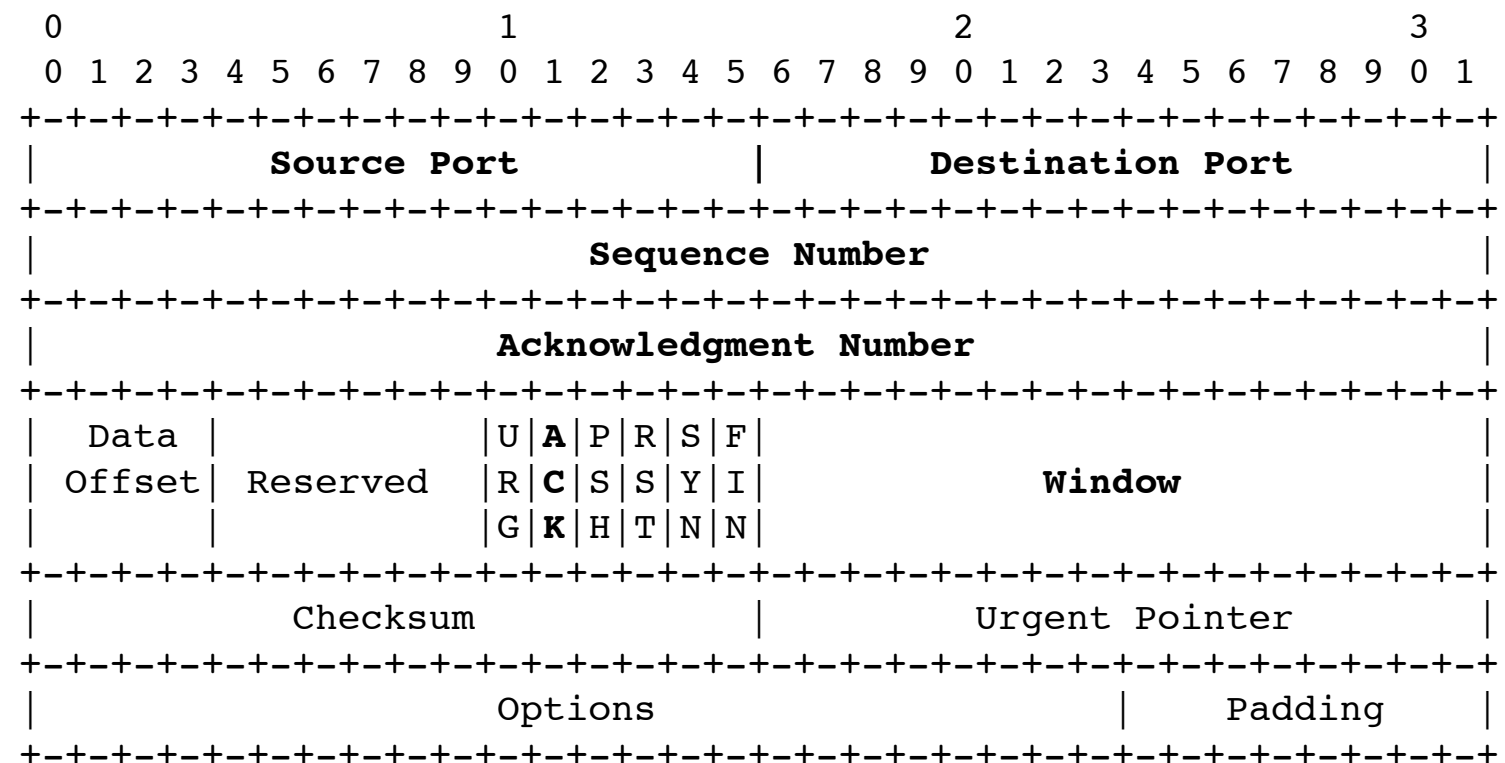 0                   1                   2                   3
 0 1 2 3 4 5 6 7 8 9 0 1 2 3 4 5 6 7 8 9 0 1 2 3 4 5 6 7 8 9 0 1
+-+-+-+-+-+-+-+-+-+-+-+-+-+-+-+-+-+-+-+-+-+-+-+-+-+-+-+-+-+-+-+-+
|          Source Port          |       Destination Port        |
+-+-+-+-+-+-+-+-+-+-+-+-+-+-+-+-+-+-+-+-+-+-+-+-+-+-+-+-+-+-+-+-+
|                        Sequence Number                        |
+-+-+-+-+-+-+-+-+-+-+-+-+-+-+-+-+-+-+-+-+-+-+-+-+-+-+-+-+-+-+-+-+
|                    Acknowledgment Number                      |
+-+-+-+-+-+-+-+-+-+-+-+-+-+-+-+-+-+-+-+-+-+-+-+-+-+-+-+-+-+-+-+-+
|  Data |           |U|A|P|R|S|F|                               |
| Offset| Reserved  |R|C|S|S|Y|I|            Window             |
|       |           |G|K|H|T|N|N|                               |
+-+-+-+-+-+-+-+-+-+-+-+-+-+-+-+-+-+-+-+-+-+-+-+-+-+-+-+-+-+-+-+-+
|           Checksum            |         Urgent Pointer        |
+-+-+-+-+-+-+-+-+-+-+-+-+-+-+-+-+-+-+-+-+-+-+-+-+-+-+-+-+-+-+-+-+
|                    Options                    |    Padding    |
+-+-+-+-+-+-+-+-+-+-+-+-+-+-+-+-+-+-+-+-+-+-+-+-+-+-+-+-+-+-+-+-+